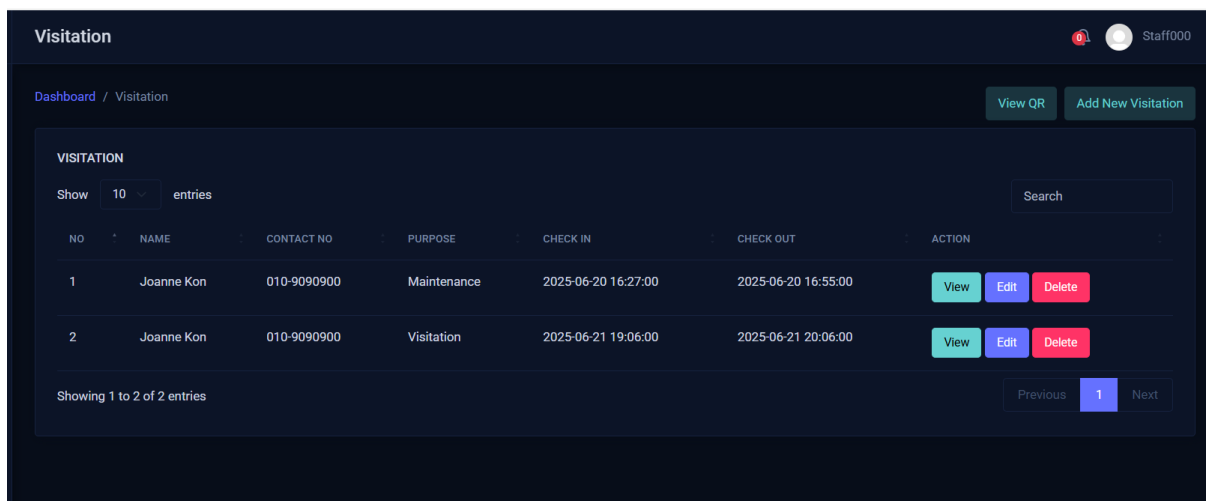 Visitation
0 Staff000
Dashboard / Visitation
View QR Add New Visitation
VISITATION
Show 10 entries Search
NO NAME CONTACT NO PURPOSE CHECK IN CHECK OUT ACTION
1 Joanne Kon 010-9090900 Maintenance 2025-06-20 16:27:00 2025-06-20 16:55:00 View Edit Delete
2 Joanne Kon 010-9090900 Visitation 2025-06-21 19:06:00 2025-06-21 20:06:00 View Edit Delete
Showing 1 to 2 of 2 entries Previous 1 Next